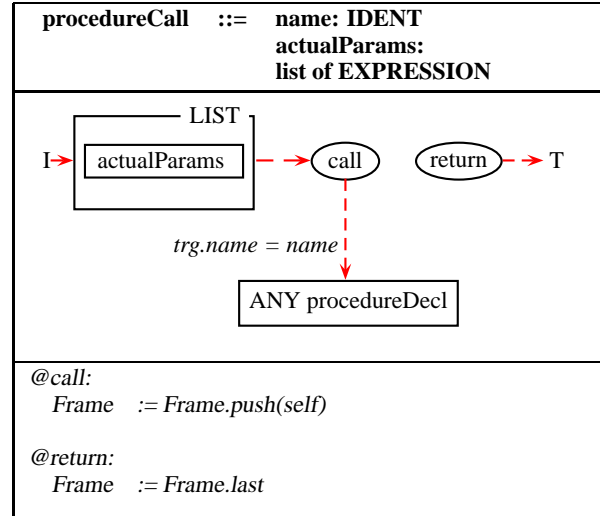 procedureCall ::= name: IDENT
actualParams:
list of EXPRESSION
LIST
I actualParams call return T
trg.name = name
ANY procedureDecl
@call:
Frame := Frame.push(self)
@return:
Frame := Frame.last